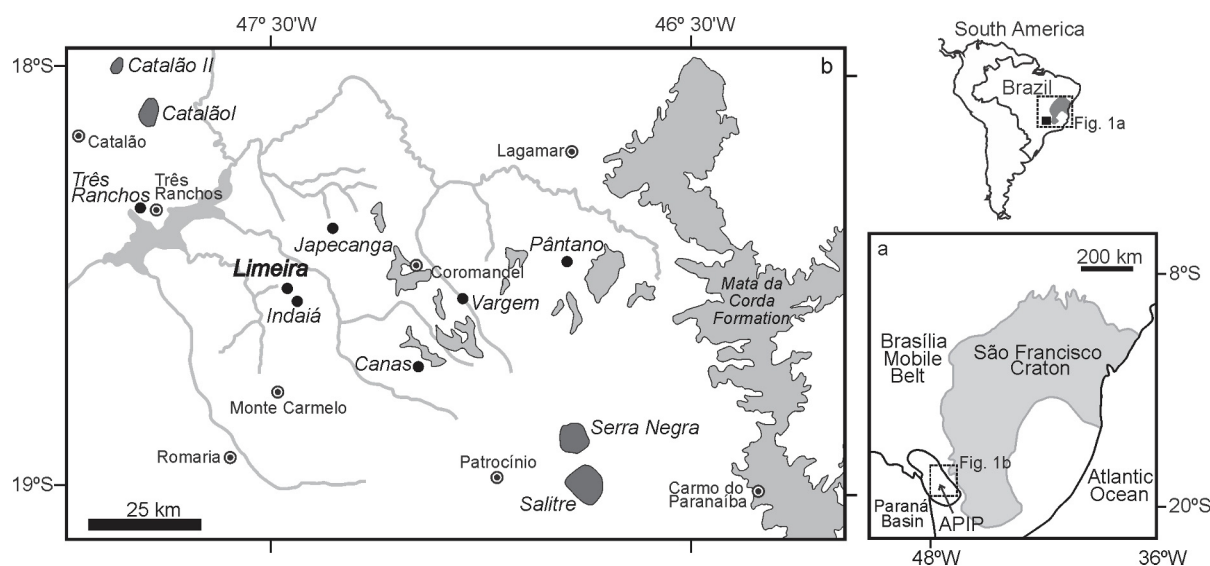 47º 30'W
46º 30'W
18ºS
19ºS
b
Catalão II
CatalãoI
Catalão
Lagamar
Três
Ranchos
Três
Ranchos
Japecanga
Pântano
Limeira
Coromandel
Indaiá
Vargem
Mata da
Corda
Formation
Canas
Monte Carmelo
Serra Negra
Romaria
Patrocínio
Salitre
Carmo do
Paranaíba
25 km
South America
Brazil
Fig. 1a
a
200 km
8ºS
Brasília
Mobile
Belt
São Francisco
Craton
Fig. 1b
Atlantic
Ocean
Paraná
Basin
APIP
20ºS
48ºW
36ºW